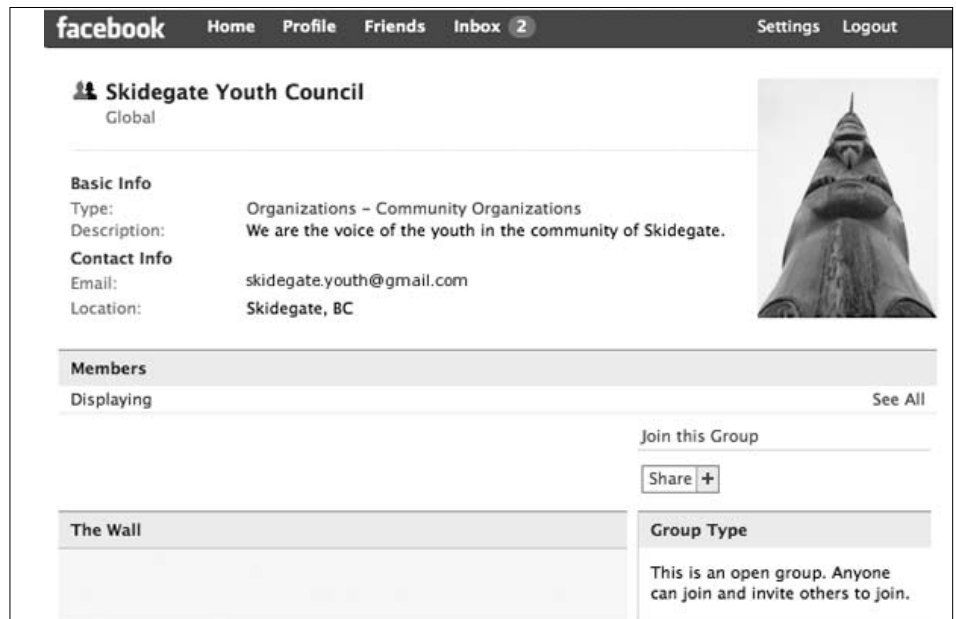 facebook Home Profile Friends Inbox 2 Settings Logout
Skidegate Youth Council
Global
Basic Info
Type: Organizations – Community Organizations
Description: We are the voice of the youth in the community of Skidegate.
Contact Info
Email: skidegate.youth@gmail.com
Location: Skidegate, BC
Members
Displaying See All
Join this Group
Share +
The Wall
Group Type
This is an open group. Anyone
can join and invite others to join.